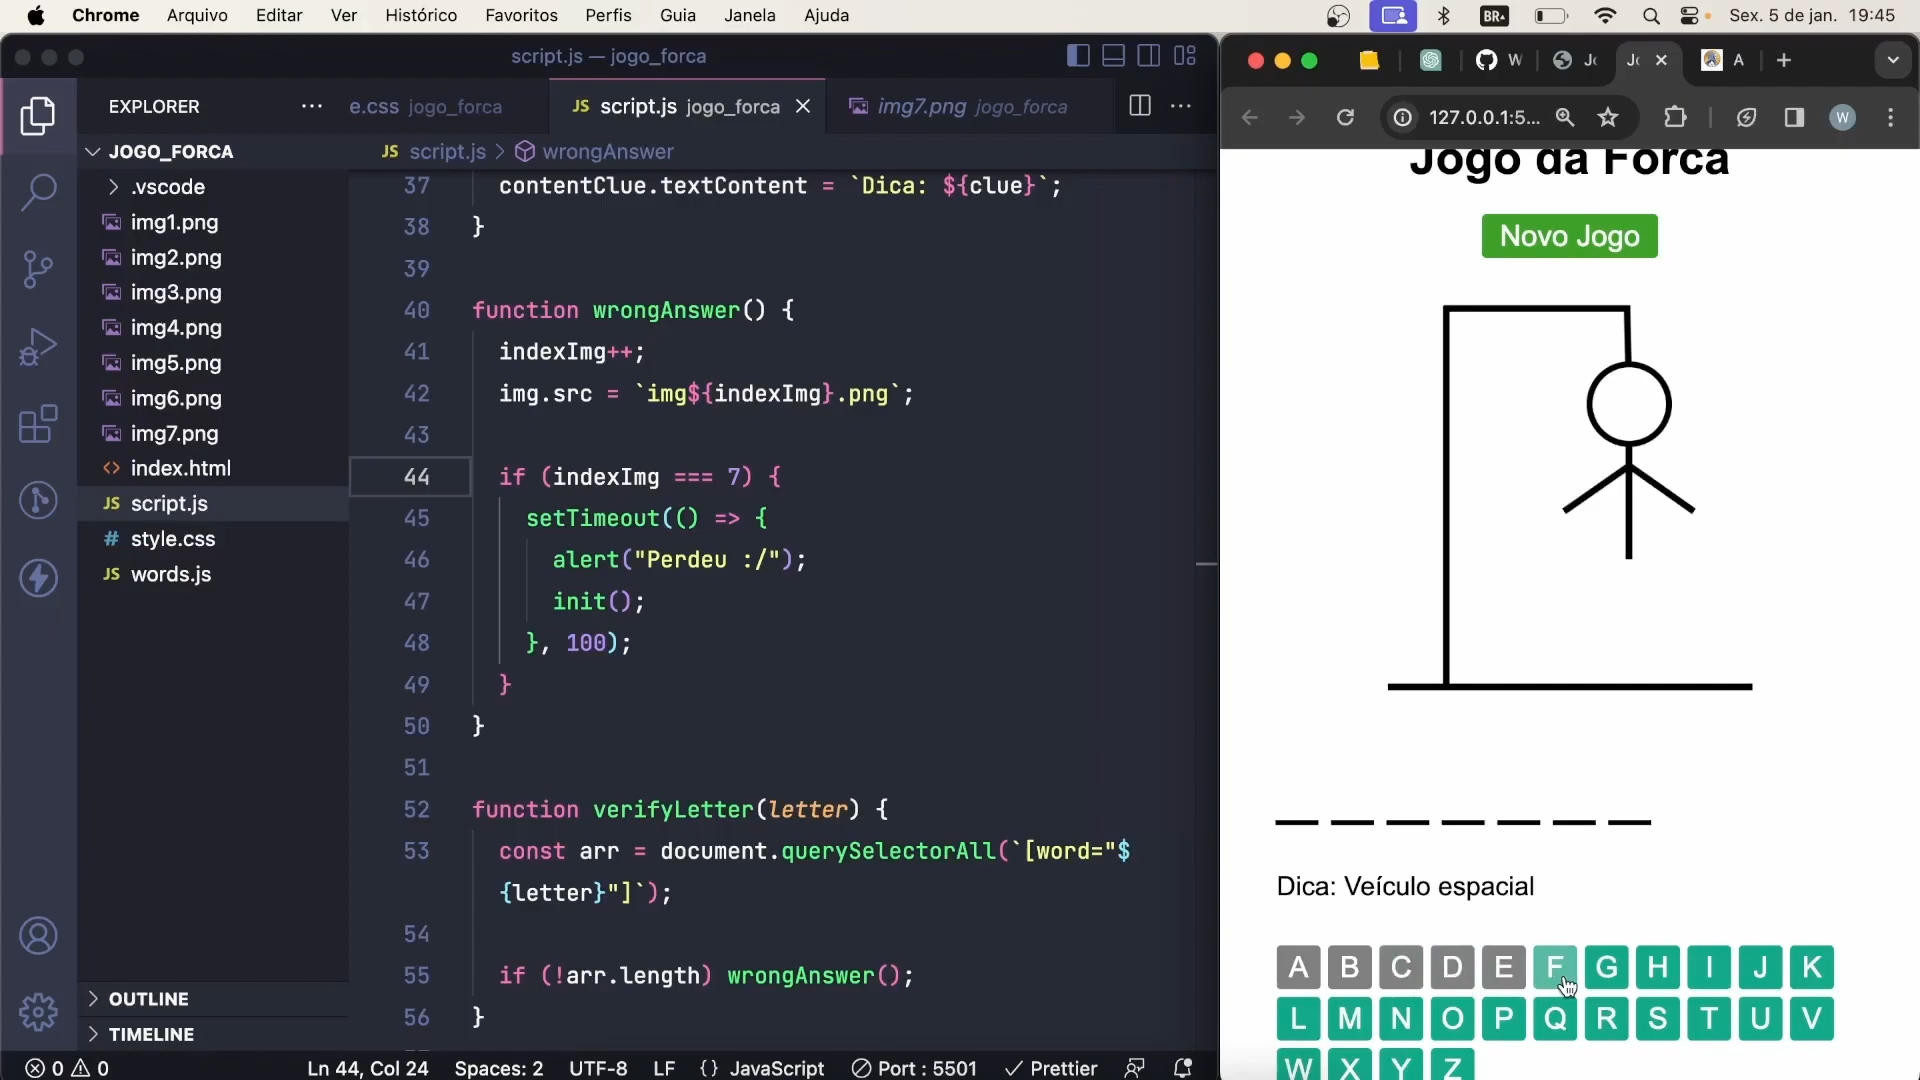 Chrome Arquivo Editar Ver Histórico Favoritos Perfis Guia Janela Ajuda
BR
Sex. 5 de jan. 19:45
script.js — jogo_forca
EXPLORER
JOGO_FORCA
.vscode
img1.png
img2.png
img3.png
img4.png
img5.png
img6.png
img7.png
<> index.html
JS script.js
# style.css
JS words.js
OUTLINE
TIMELINE
e.css jogo_forca
JS script.js jogo_forca
img7.png jogo_forca
JS script.js > wrongAnswer
37 contentClue.textContent = `Dica: ${clue}`;
38 }
39
40 function wrongAnswer() {
41 indexImg++;
42 img.src = `img${indexImg}.png`;
43
44 if (indexImg === 7) {
45 setTimeout(() => {
46 alert("Perdeu :/");
47 init();
48 }, 100);
49 }
50 }
51
52 function verifyLetter(letter) {
53 const arr = document.querySelectorAll(`[word="$
{letter}"]`);
54
55 if (!arr.length) wrongAnswer();
56 }
0 0
Ln 44, Col 24 Spaces: 2 UTF-8 LF {} JavaScript Port : 5501 Prettier
W
Jo
Jo
A
127.0.0.1:5...
W
Jogo da Forca
Novo Jogo
Dica: Veículo espacial
A B C D E F G H I J K
L M N O P Q R S T U V
W X Y Z